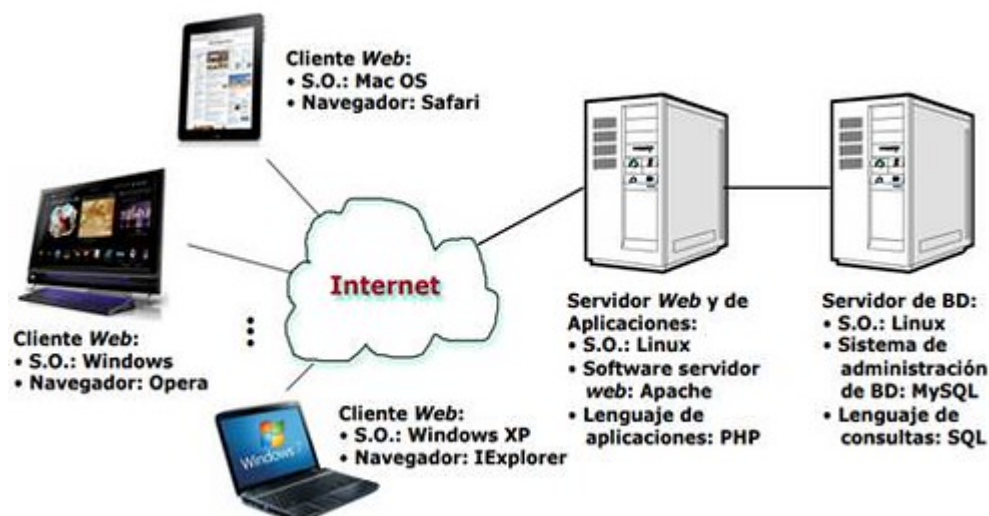 Cliente Web:
• S.O.: Mac OS
• Navegador: Safari
Cliente Web:
• S.O.: Windows
• Navegador: Opera
Internet
Cliente Web:
• S.O.: Windows XP
• Navegador: IExplorer
Windows 7
Servidor Web y de
Aplicaciones:
• S.O.: Linux
• Software servidor
web: Apache
• Lenguaje de
aplicaciones: PHP
Servidor de BD:
• S.O.: Linux
• Sistema de
administración
de BD: MySQL
• Lenguaje de
consultas: SQL